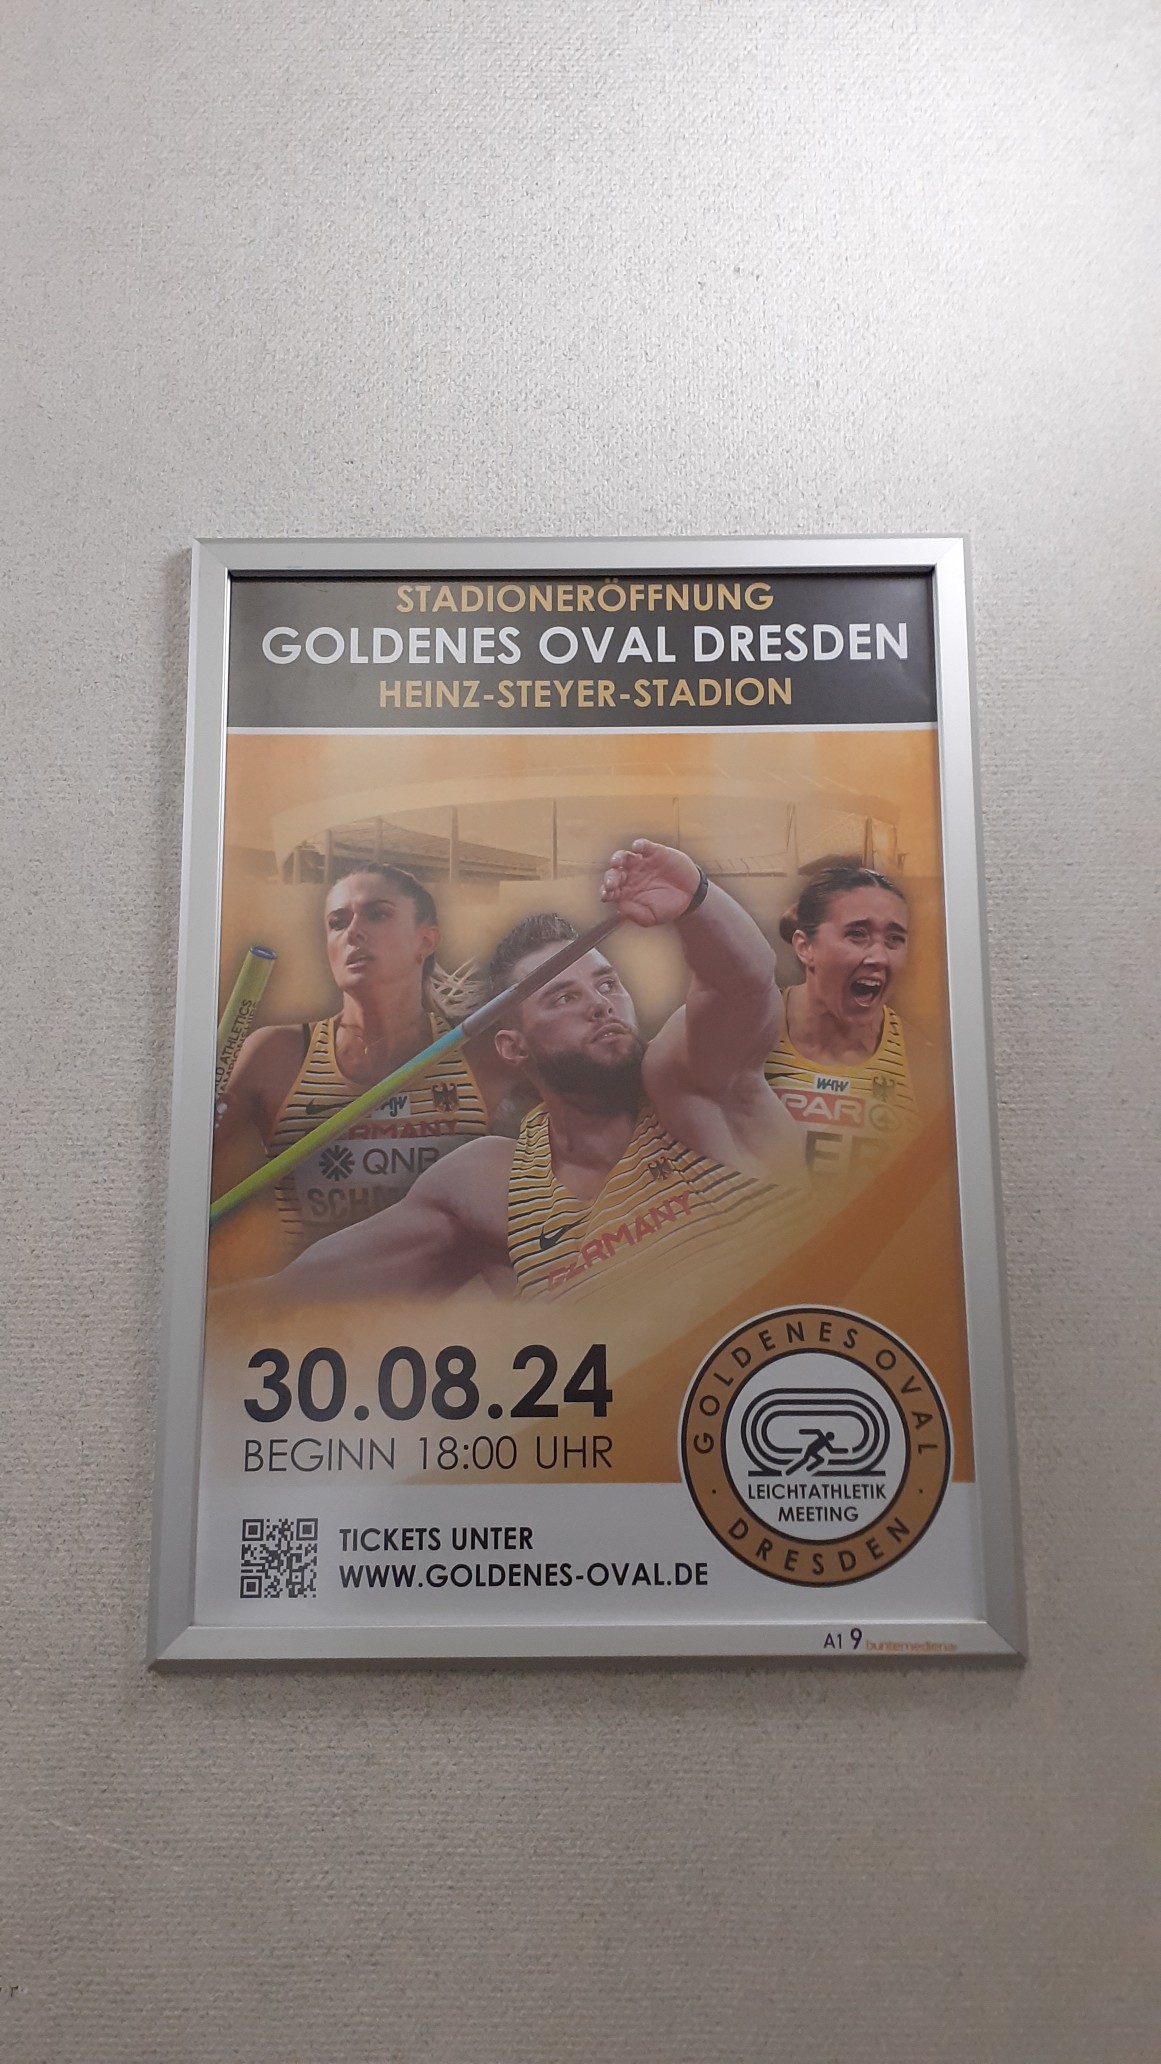 STADIONERÖFFNUNG
GOLDENES OVAL DRESDEN
HEINZ-STEYER-STADION
ATHLETICS
QNB
GERMANY
30.08.24
BEGINN 18:00 UHR
TICKETS UNTER
WWW.GOLDENES-OVAL.DE
GOLDENES OVAL
LEICHTATHLETIK
MEETING
DRESDEN
A1 9